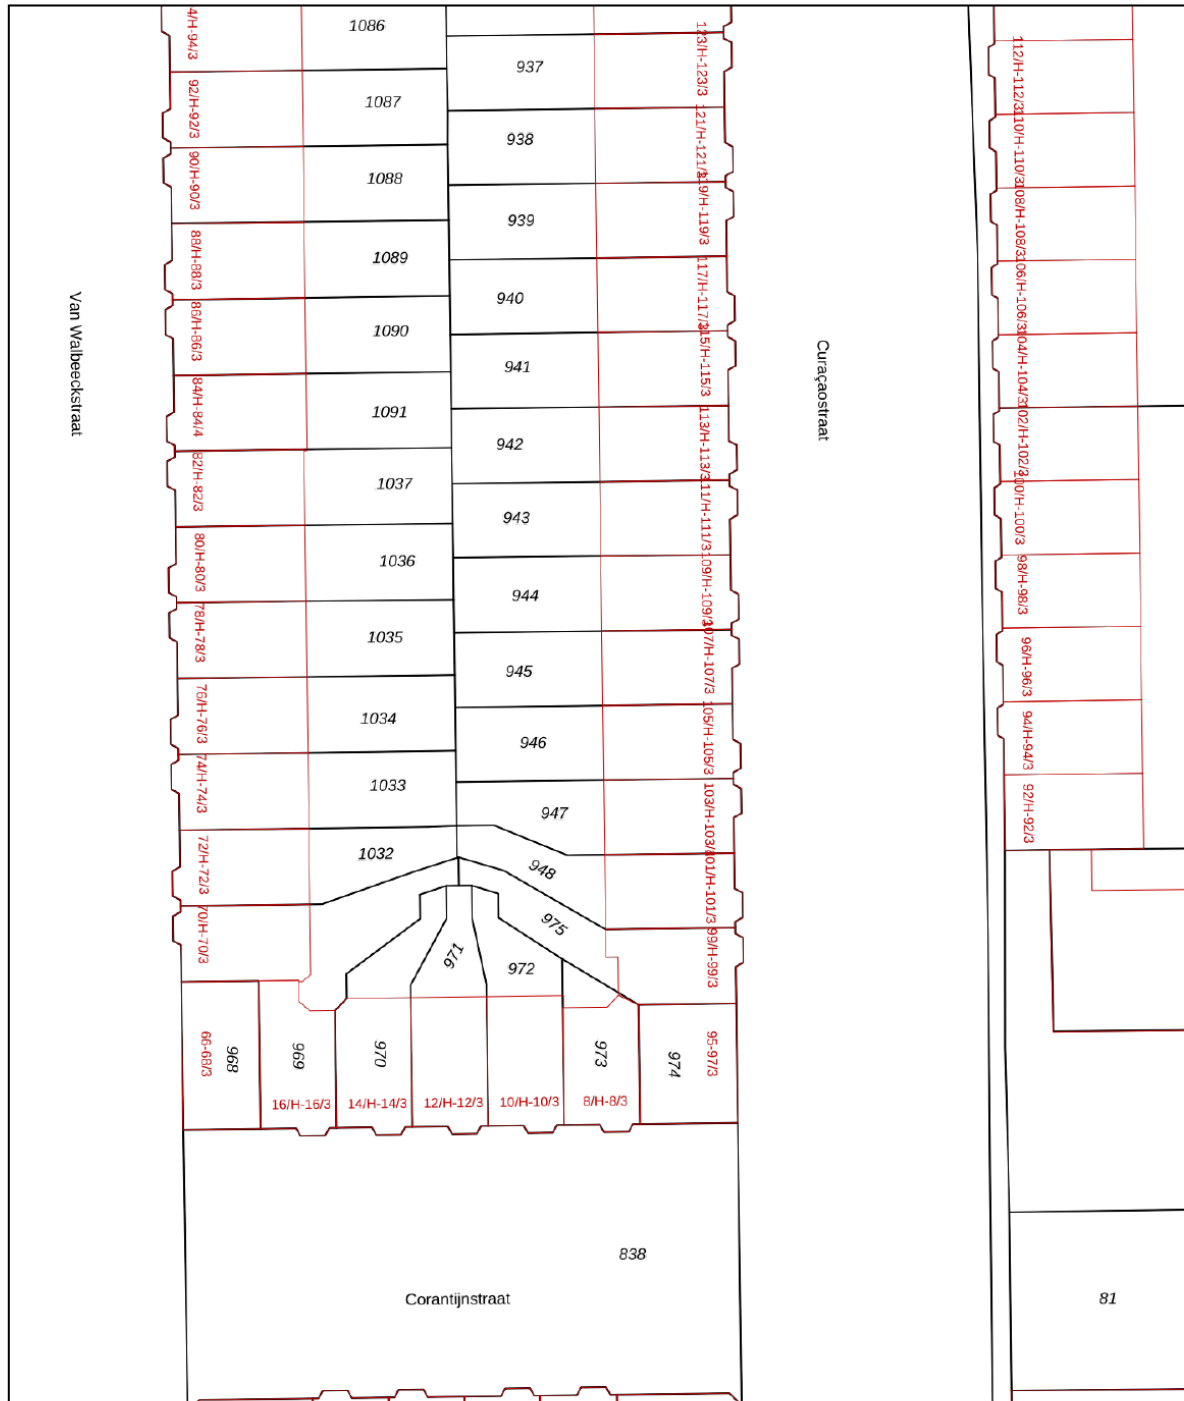 4/H-94/3
92/H-92/3
90/H-90/3
88/H-88/3
86/H-86/3
84/H-84/4
82/H-82/3
80/H-80/3
78/H-78/3
76/H-76/3
74/H-74/3
72/H-72/3
70/H-70/3
66-68/3
1086
1087
1088
1089
1090
1091
1037
1036
1035
1034
1033
1032
937
938
939
940
941
942
943
944
945
946
947
948
975
971
972
968
969
970
973
974
123/H-123/3
121/H-121/3
119/H-119/3
117/H-117/3
115/H-115/3
113/H-113/3
111/H-111/3
109/H-109/3
107/H-107/3
105/H-105/3
103/H-103/3
101/H-101/3
99/H-99/3
95-97/3
16/H-16/3
14/H-14/3
12/H-12/3
10/H-10/3
8/H-8/3
Van Walbeeckstraat
Curaçaostraat
112/H-112/3
110/H-110/3
108/H-108/3
106/H-106/3
104/H-104/3
102/H-102/3
100/H-100/3
98/H-98/3
96/H-96/3
94/H-94/3
92/H-92/3
838
Corantijnstraat
81